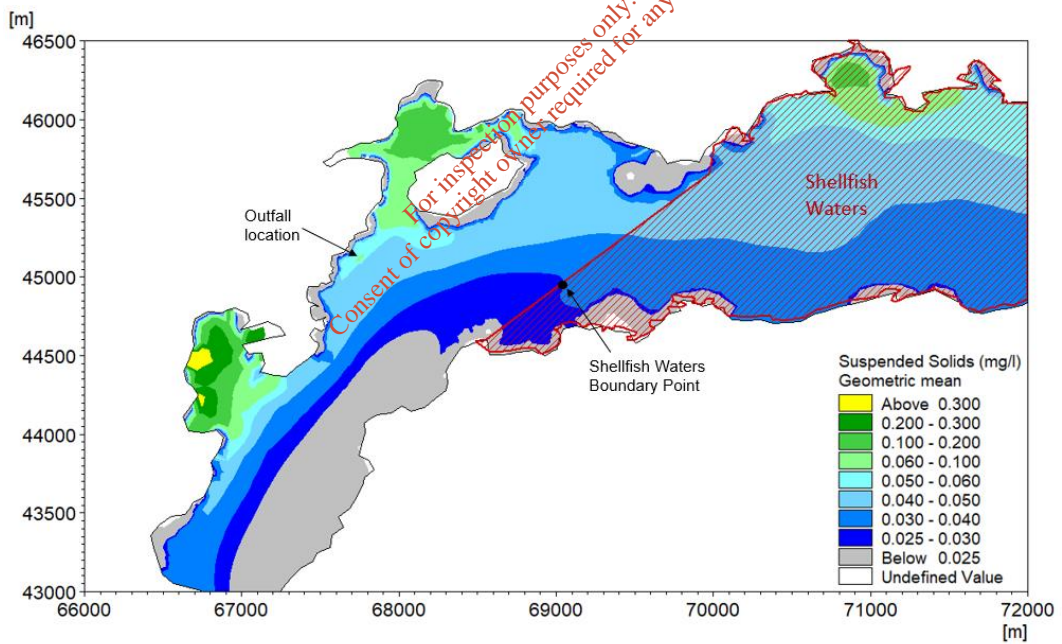 [m]
46500
46000
45500
45000
44500
44000
43500
43000
66000
67000
68000
69000
70000
71000
72000
[m]
For inspection purposes only.
Consent of copyright owner required for any
Outfall
location
Shellfish
Waters
Shellfish Waters
Boundary Point
Suspended Solids (mg/l)
Geometric mean
Above 0.300
0.200 - 0.300
0.100 - 0.200
0.060 - 0.100
0.050 - 0.060
0.040 - 0.050
0.030 - 0.040
0.025 - 0.030
Below 0.025
Undefined Value